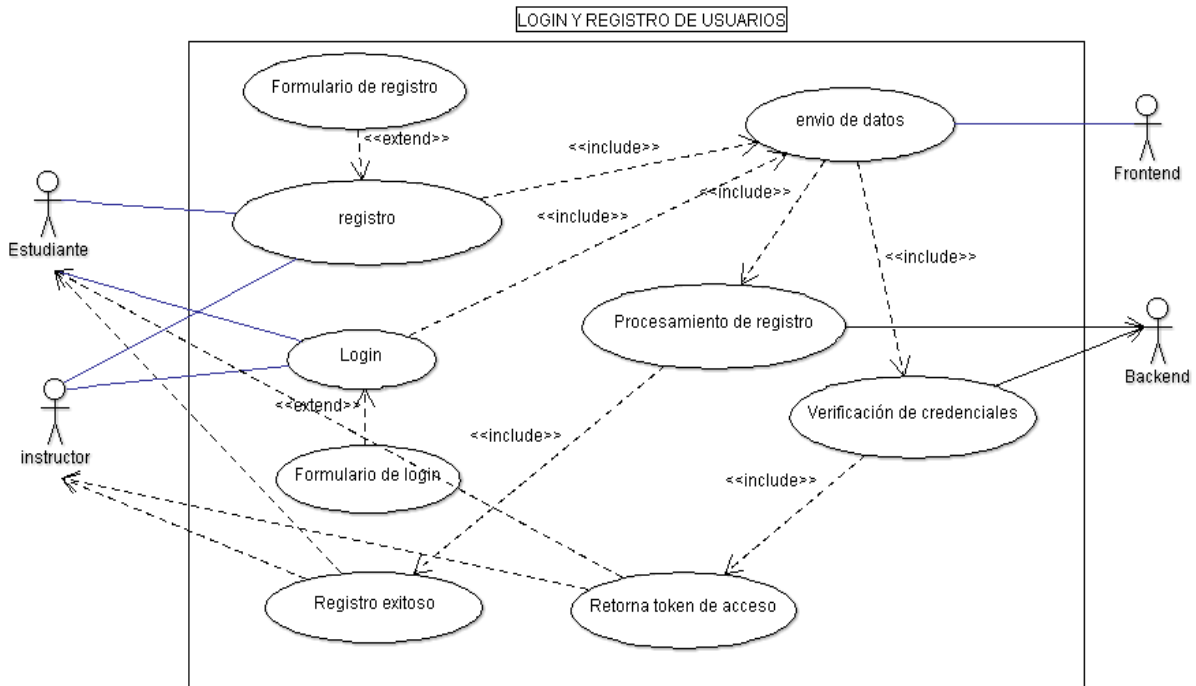 LOGIN Y REGISTRO DE USUARIOS
Formulario de registro
envio de datos
<<extend>>
<<include>>
Frontend
<<include>>
registro
Estudiante
<<include>>
Procesamiento de registro
Login
Backend
<<extend>>
Verificación de credenciales
<<include>>
instructor
Formulario de login
<<include>>
Registro exitoso
Retorna token de acceso